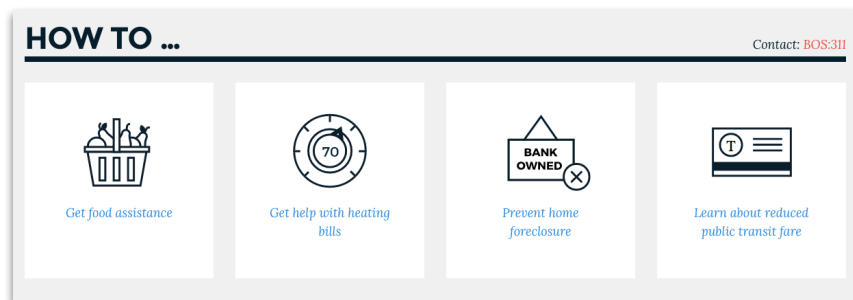 HOW TO ...
Contact: BOS:311
70
BANK
OWNED
T
Get food assistance
Get help with heating
bills
Prevent home
foreclosure
Learn about reduced
public transit fare